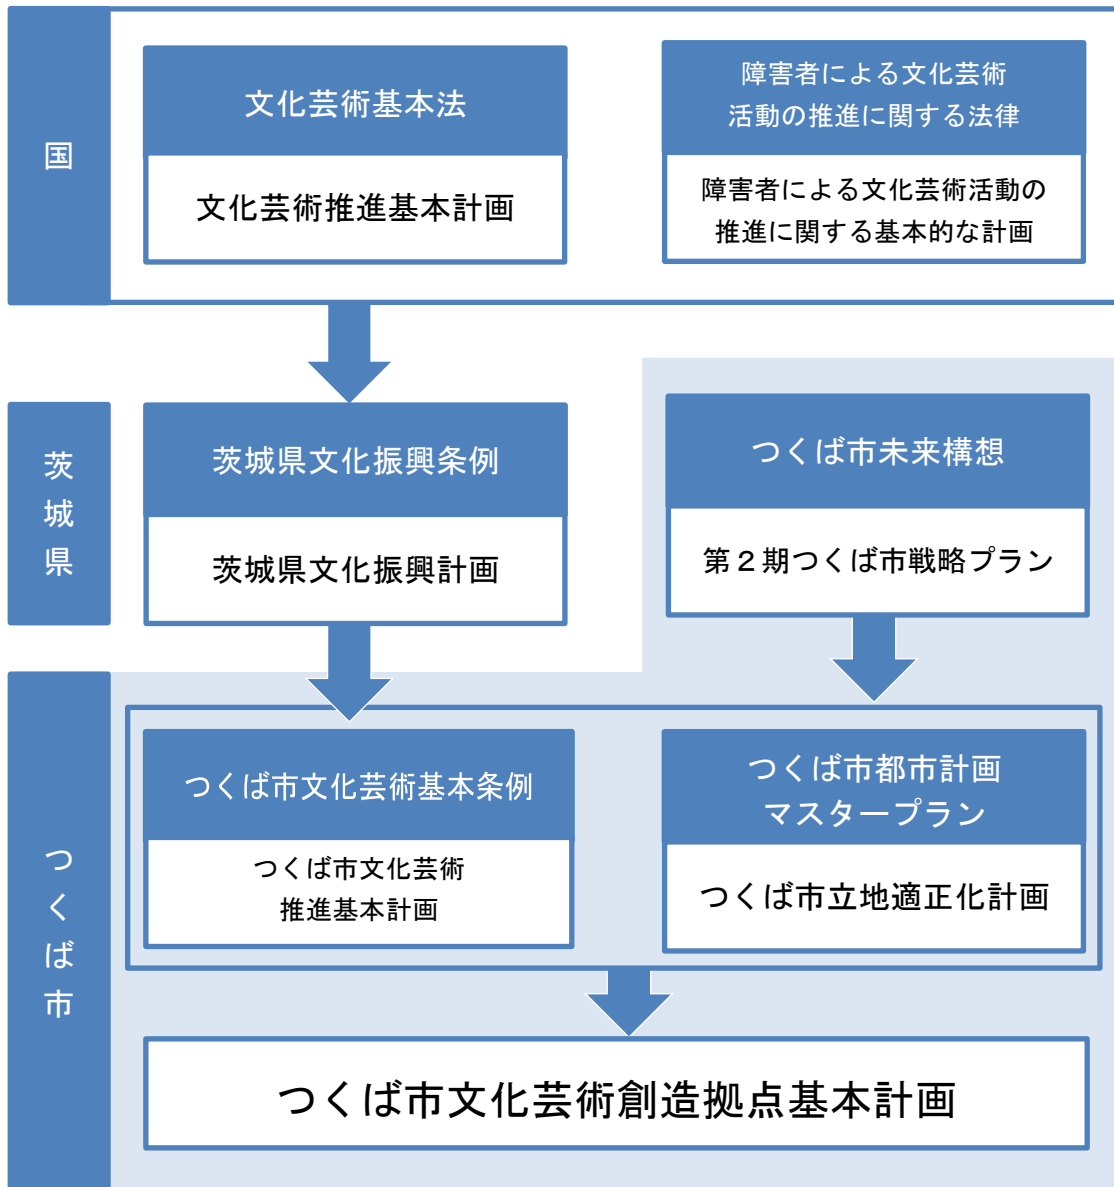 国
文化芸術基本法
文化芸術推進基本計画
障害者による文化芸術
活動の推進に関する法律
障害者による文化芸術活動の
推進に関する基本的な計画
茨城県
茨城県文化振興条例
茨城県文化振興計画
つくば市未来構想
第２期つくば市戦略プラン
つくば市
つくば市文化芸術基本条例
つくば市文化芸術
推進基本計画
つくば市都市計画
マスタープラン
つくば市立地適正化計画
つくば市文化芸術創造拠点基本計画